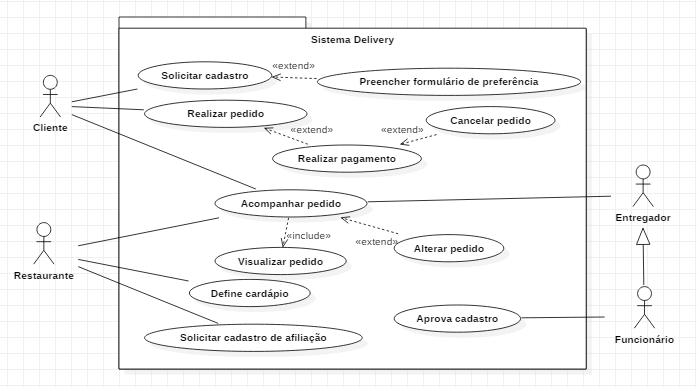 Sistema Delivery
«extend»
Solicitar cadastro
Preencher formulário de preferência
Cliente
Realizar pedido
Cancelar pedido
«extend»
«extend»
Realizar pagamento
Acompanhar pedido
Entregador
«include»
«extend»
Alterar pedido
Visualizar pedido
Restaurante
Define cardápio
Aprova cadastro
Solicitar cadastro de afiliação
Funcionário